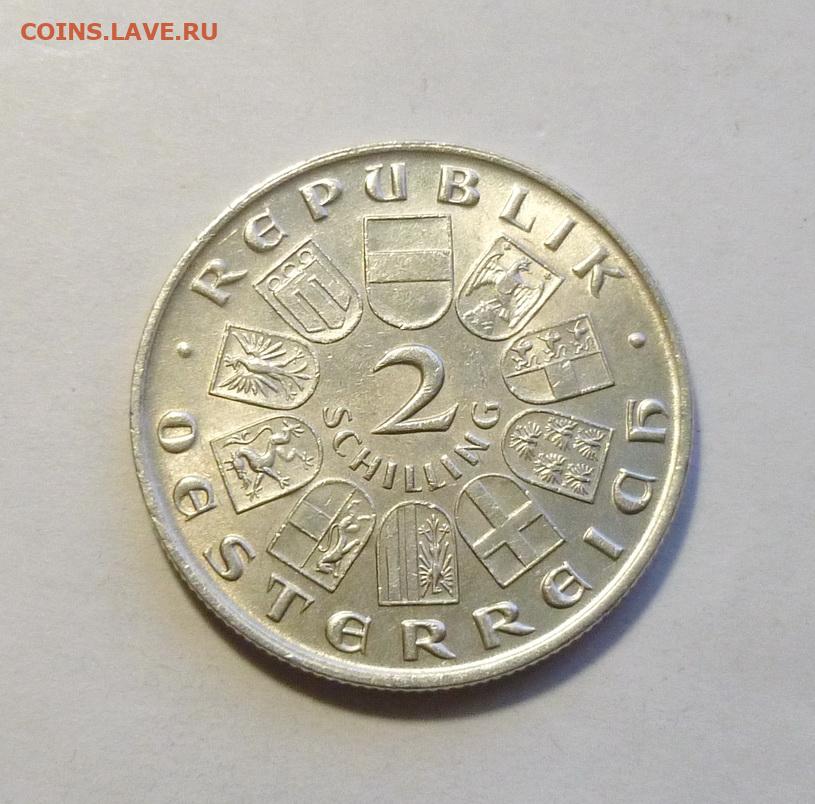 COINS.LAVE.RU
REPUBLIK
2
SCHILLING
OESTERREICH